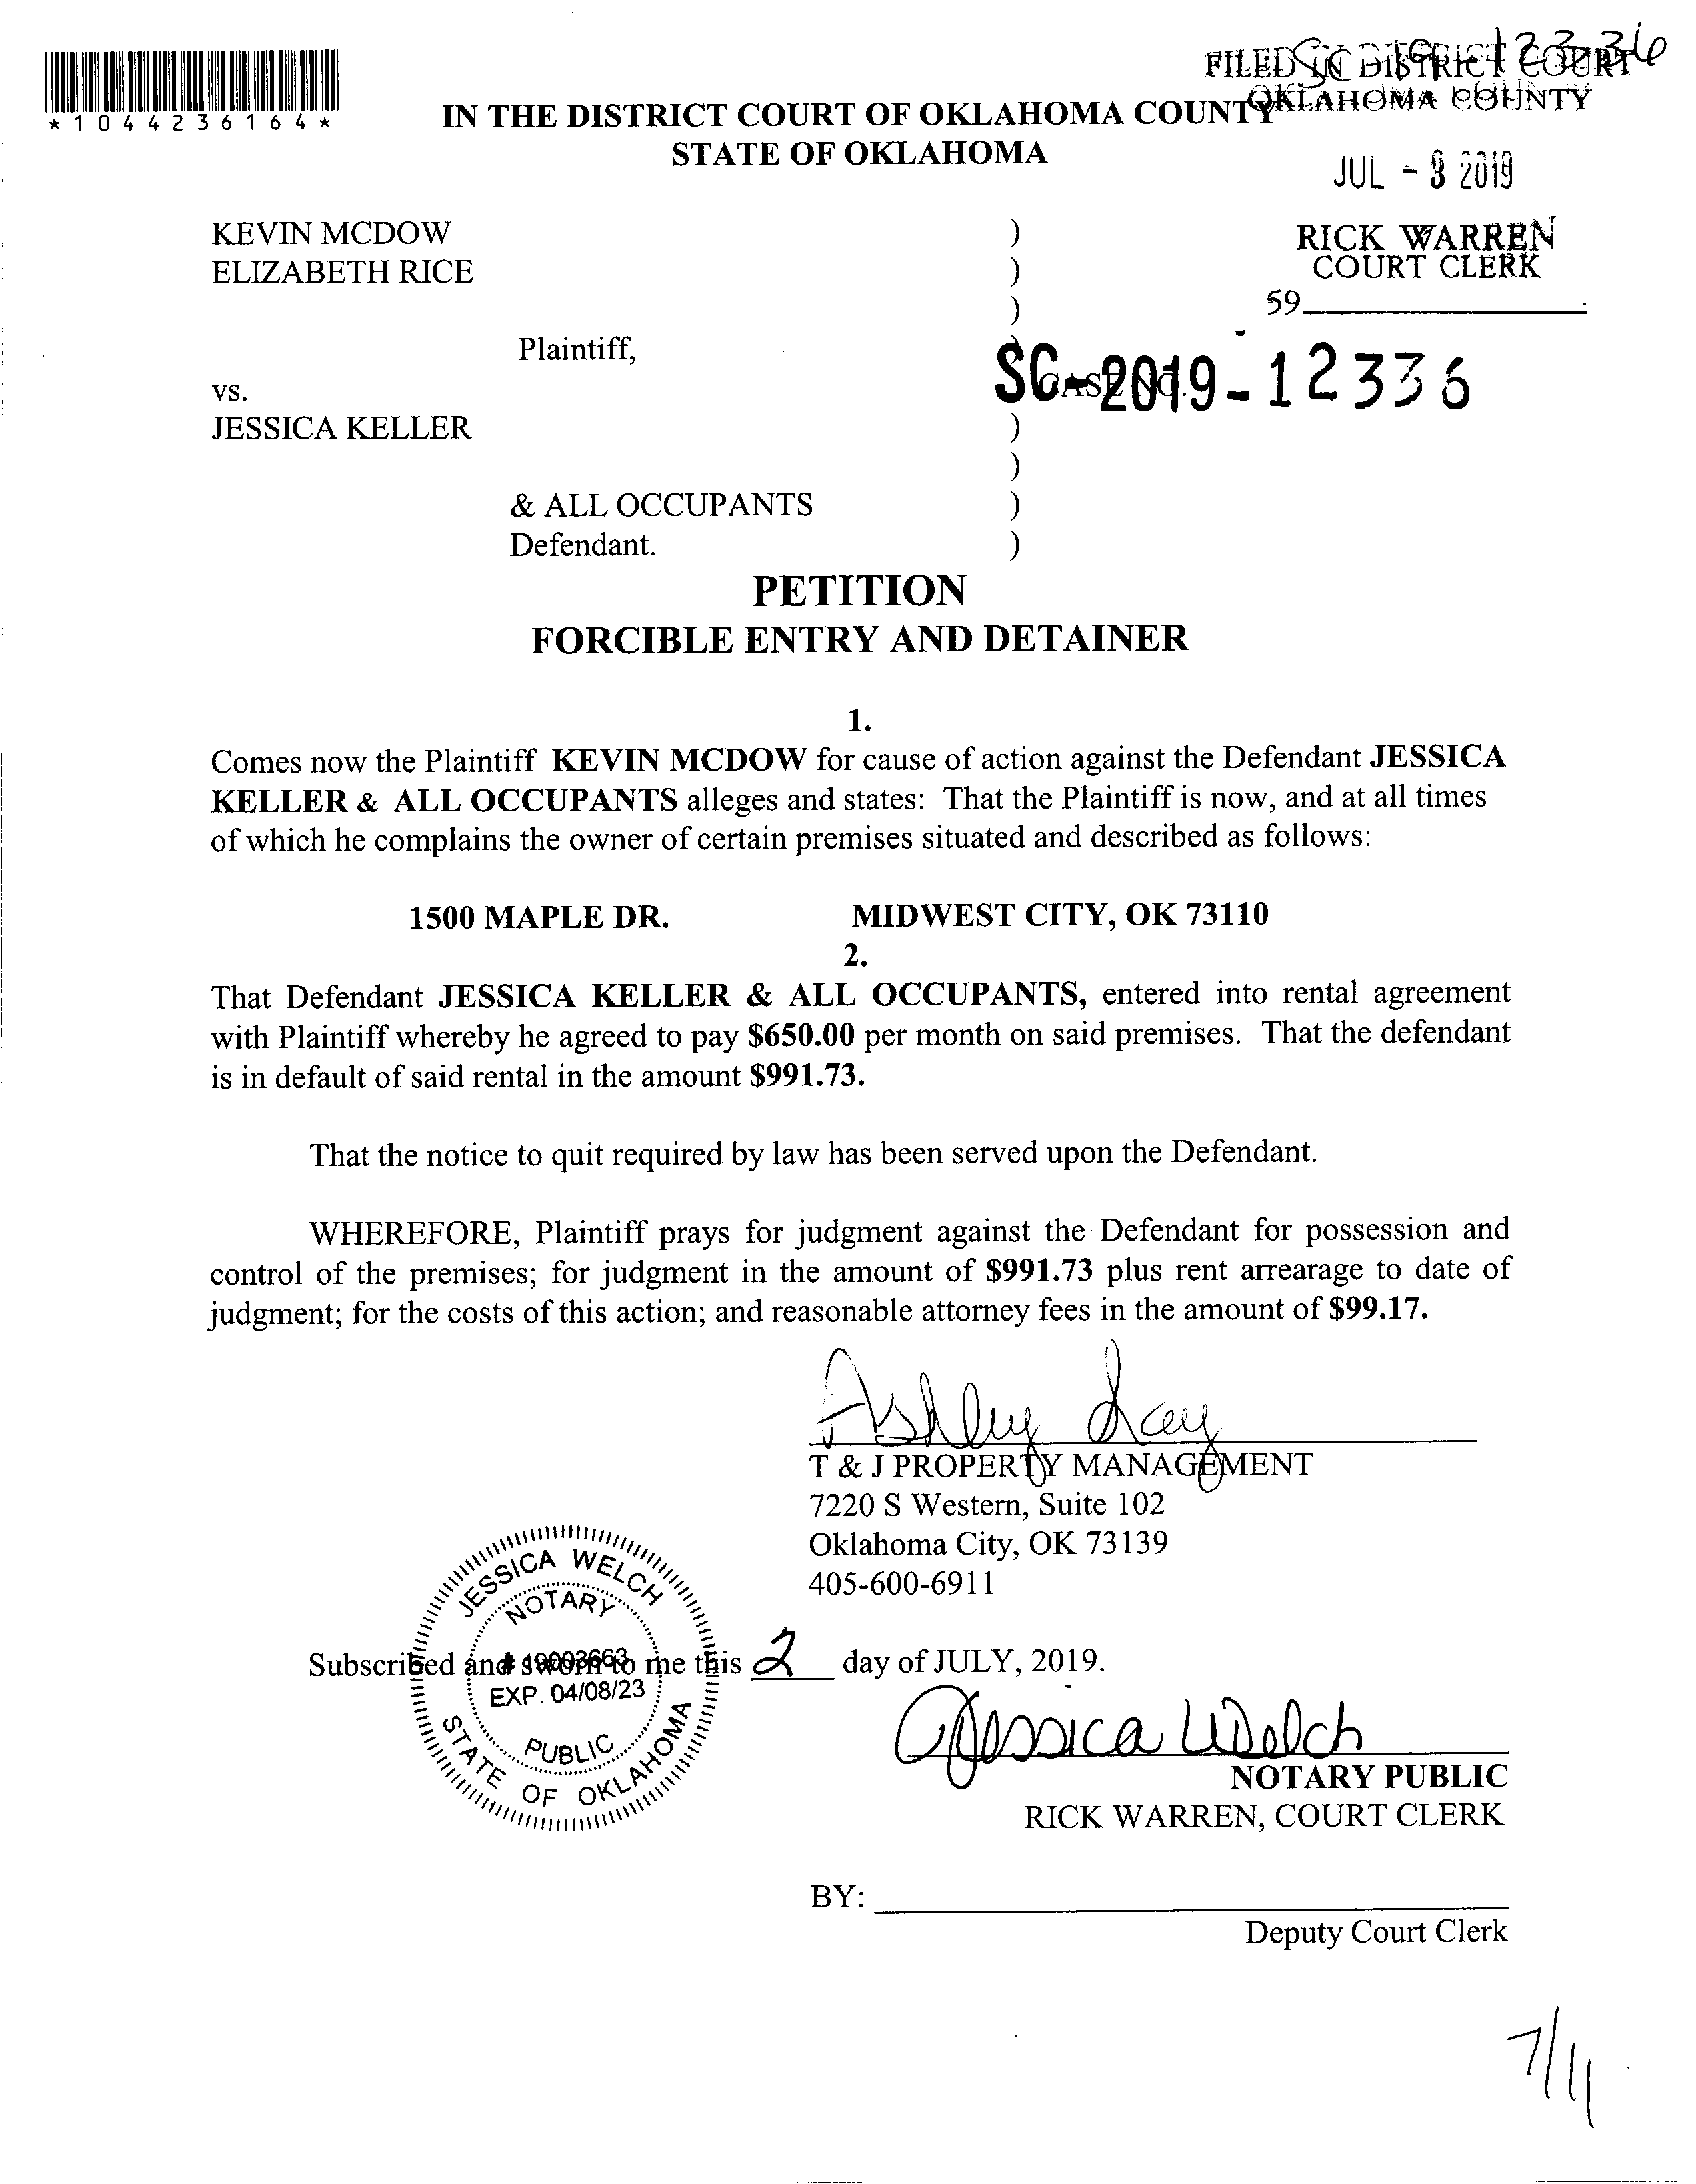 *1044236164*
SC-19-12336
FILED IN DISTRICT COURT
OKLAHOMA COUNTY
IN THE DISTRICT COURT OF OKLAHOMA COUNTY
STATE OF OKLAHOMA
JUL - 3 2019
KEVIN MCDOW )
ELIZABETH RICE )
)
RICK WARREN
COURT CLERK
59
Plaintiff, )
vs. CASE NO.
SC-2019-12336
JESSICA KELLER )
)
& ALL OCCUPANTS )
Defendant. )
PETITION
FORCIBLE ENTRY AND DETAINER
1.
Comes now the Plaintiff KEVIN MCDOW for cause of action against the Defendant JESSICA
KELLER & ALL OCCUPANTS alleges and states: That the Plaintiff is now, and at all times
of which he complains the owner of certain premises situated and described as follows:
1500 MAPLE DR. MIDWEST CITY, OK 73110
2.
That Defendant JESSICA KELLER & ALL OCCUPANTS, entered into rental agreement
with Plaintiff whereby he agreed to pay $650.00 per month on said premises. That the defendant
is in default of said rental in the amount $991.73.
That the notice to quit required by law has been served upon the Defendant.
WHEREFORE, Plaintiff prays for judgment against the Defendant for possession and
control of the premises; for judgment in the amount of $991.73 plus rent arrearage to date of
judgment; for the costs of this action; and reasonable attorney fees in the amount of $99.17.
Ashley
T & J PROPERTY MANAGEMENT
7220 S Western, Suite 102
Oklahoma City, OK 73139
405-600-6911
JESSICA WELCH
NOTARY
# 19003663
EXP. 04/08/23
PUBLIC
STATE OF OKLAHOMA
Subscribed and sworn to me this 2 day of JULY, 2019.
Jessica Welch
NOTARY PUBLIC
RICK WARREN, COURT CLERK
BY:
Deputy Court Clerk
7/11